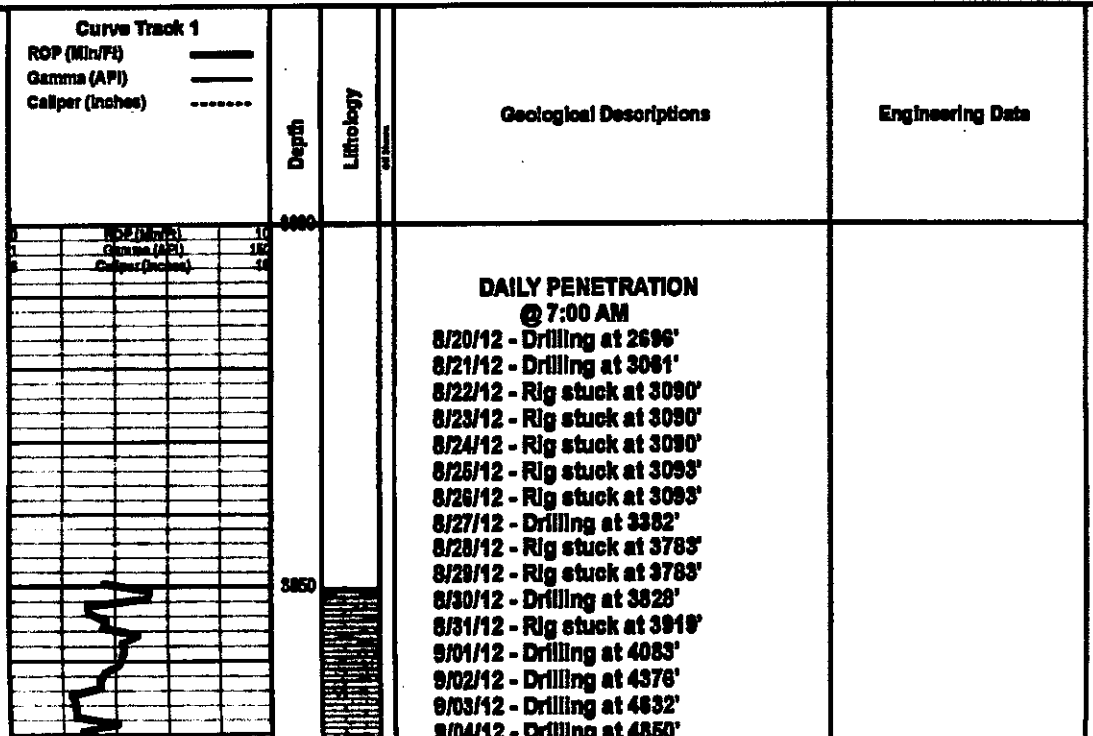 Curve Track 1
ROP (Min/Ft)
Gamma (API)
Caliper (inches)
Depth
Lithology
Geological Descriptions
Engineering Data
ROP (Min/Ft) 10
1 Gamma (API) 150
Caliper (inches)
DAILY PENETRATION
@ 7:00 AM
8/20/12 - Drilling at 2696'
8/21/12 - Drilling at 3061'
8/22/12 - Rig stuck at 3090'
8/23/12 - Rig stuck at 3090'
8/24/12 - Rig stuck at 3090'
8/25/12 - Rig stuck at 3093'
8/26/12 - Rig stuck at 3093'
8/27/12 - Drilling at 3382'
8/28/12 - Rig stuck at 3783'
8/29/12 - Rig stuck at 3783'
3850
8/30/12 - Drilling at 3828'
8/31/12 - Rig stuck at 3919'
9/01/12 - Drilling at 4083'
9/02/12 - Drilling at 4376'
9/03/12 - Drilling at 4632'
9/04/12 - Drilling at 4850'